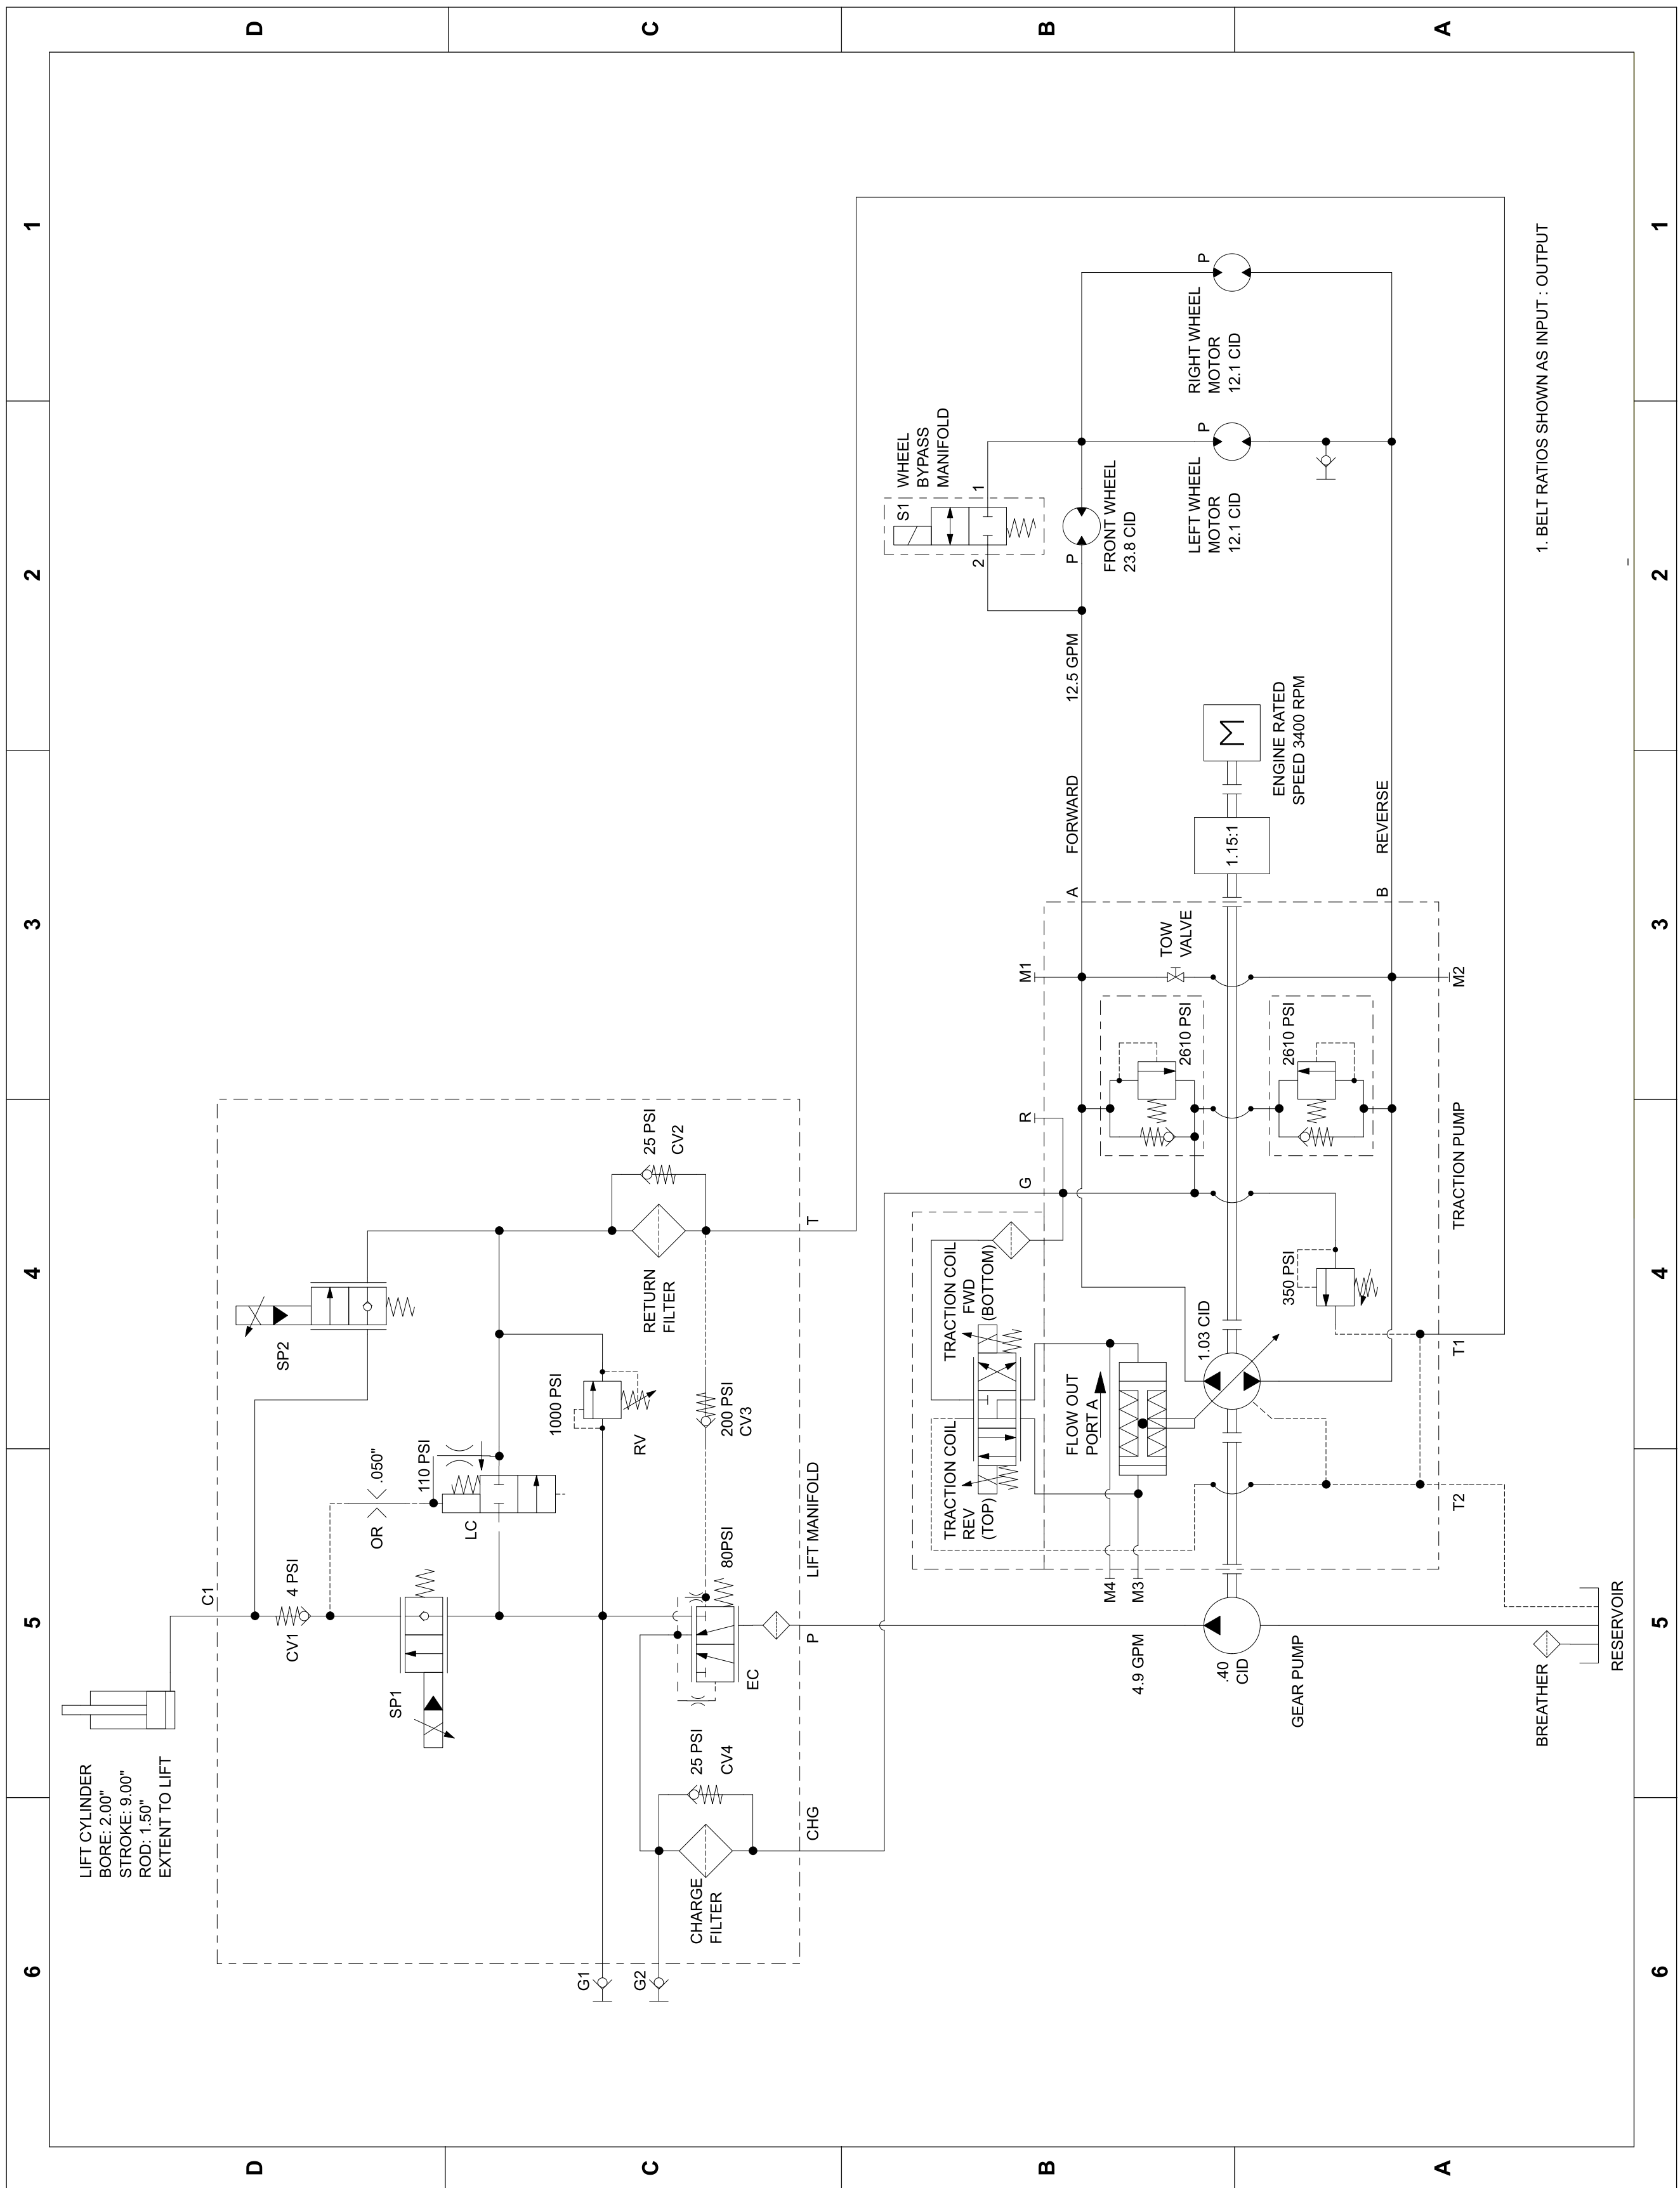 D
C
B
A
1
2
3
4
5
6
1
2
3
4
5
6
D
C
B
A
LIFT CYLINDER
BORE: 2.00"
STROKE: 9.00"
ROD: 1.50"
EXTENT TO LIFT
C1
CV1
4 PSI
OR
.050"
110 PSI
LC
SP1
SP2
1000 PSI
RV
RETURN
FILTER
25 PSI
CV2
200 PSI
CV3
80PSI
EC
25 PSI
CV4
CHARGE
FILTER
G1
G2
CHG
P
LIFT MANIFOLD
T
S1
WHEEL
BYPASS
MANIFOLD
1
2
P
FRONT WHEEL
23.8 CID
12.5 GPM
LEFT WHEEL
MOTOR
12.1 CID
P
RIGHT WHEEL
MOTOR
12.1 CID
P
FORWARD
A
REVERSE
B
ENGINE RATED
SPEED 3400 RPM
M
1.15:1
M1
TOW
VALVE
M2
2610 PSI
2610 PSI
R
G
TRACTION COIL
FWD
(BOTTOM)
TRACTION COIL
REV
(TOP)
FLOW OUT
PORT A
1.03 CID
350 PSI
TRACTION PUMP
T1
T2
M4
M3
4.9 GPM
.40
CID
GEAR PUMP
BREATHER
RESERVOIR
1. BELT RATIOS SHOWN AS INPUT : OUTPUT